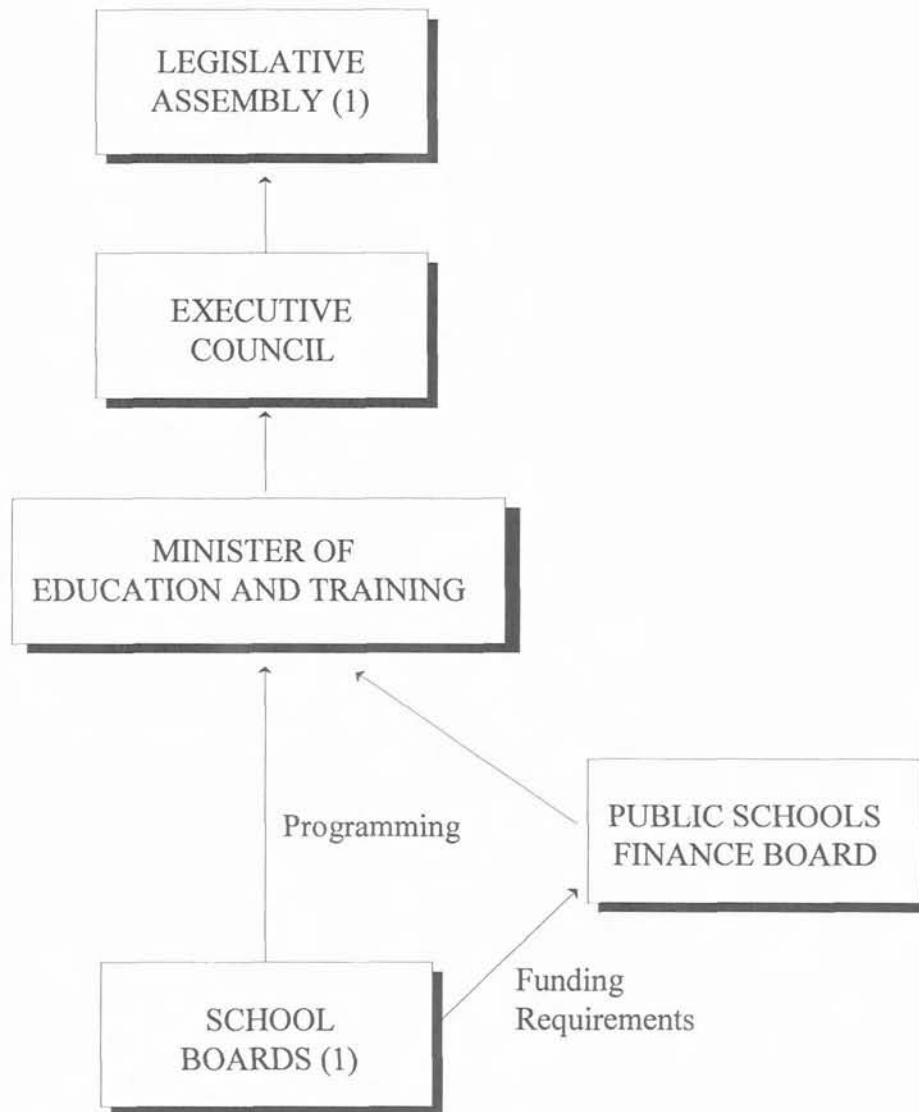 LEGISLATIVE
ASSEMBLY (1)
EXECUTIVE
COUNCIL
MINISTER OF
EDUCATION AND TRAINING
Programming
PUBLIC SCHOOLS
FINANCE BOARD
Funding
Requirements
SCHOOL
BOARDS (1)